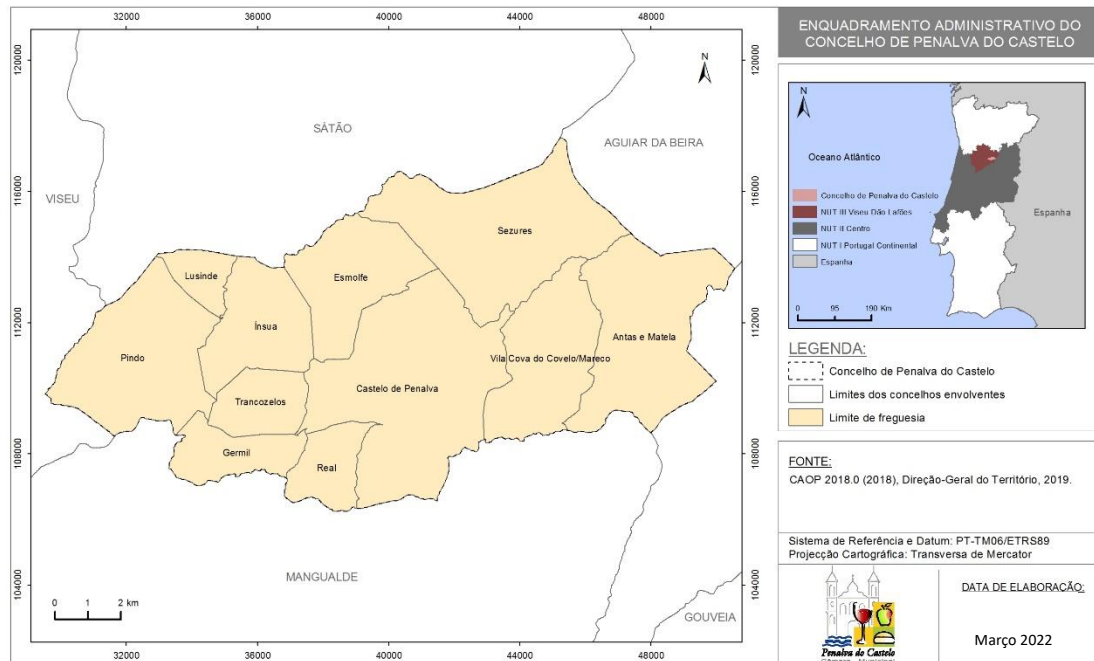 32000 36000 40000 44000 48000
120000
116000
112000
108000
104000
120000
116000
112000
108000
104000
N
SÁTÃO
AGUIAR DA BEIRA
VISEU
Sezures
Lusinde
Esmolfe
Ínsua
Antas e Matela
Pindo
Vila Cova do Covelo/Mareco
Castelo de Penalva
Trancozelos
Germil
Real
MANGUALDE
GOUVEIA
0 1 2 km
32000 36000 40000 44000 48000
ENQUADRAMENTO ADMINISTRATIVO DO
CONCELHO DE PENALVA DO CASTELO
N
Oceano Atlântico
Espanha
Concelho de Penalva do Castelo
NUT III Viseu Dão Lafões
NUT II Centro
NUT I Portugal Continental
Espanha
0 95 190 Km
LEGENDA:
Concelho de Penalva do Castelo
Limites dos concelhos envolventes
Limite de freguesia
FONTE:
CAOP 2018.0 (2018), Direção-Geral do Território, 2019.
Sistema de Referência e Datum: PT-TM06/ETRS89
Projecção Cartográfica: Transversa de Mercator
Penalva do Castelo
Câmara Municipal
DATA DE ELABORAÇÃO:
Março 2022